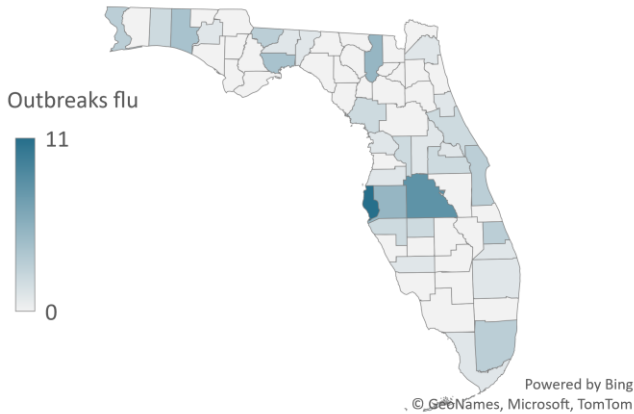 Outbreaks flu
11
0
Powered by Bing
© GeoNames, Microsoft, TomTom